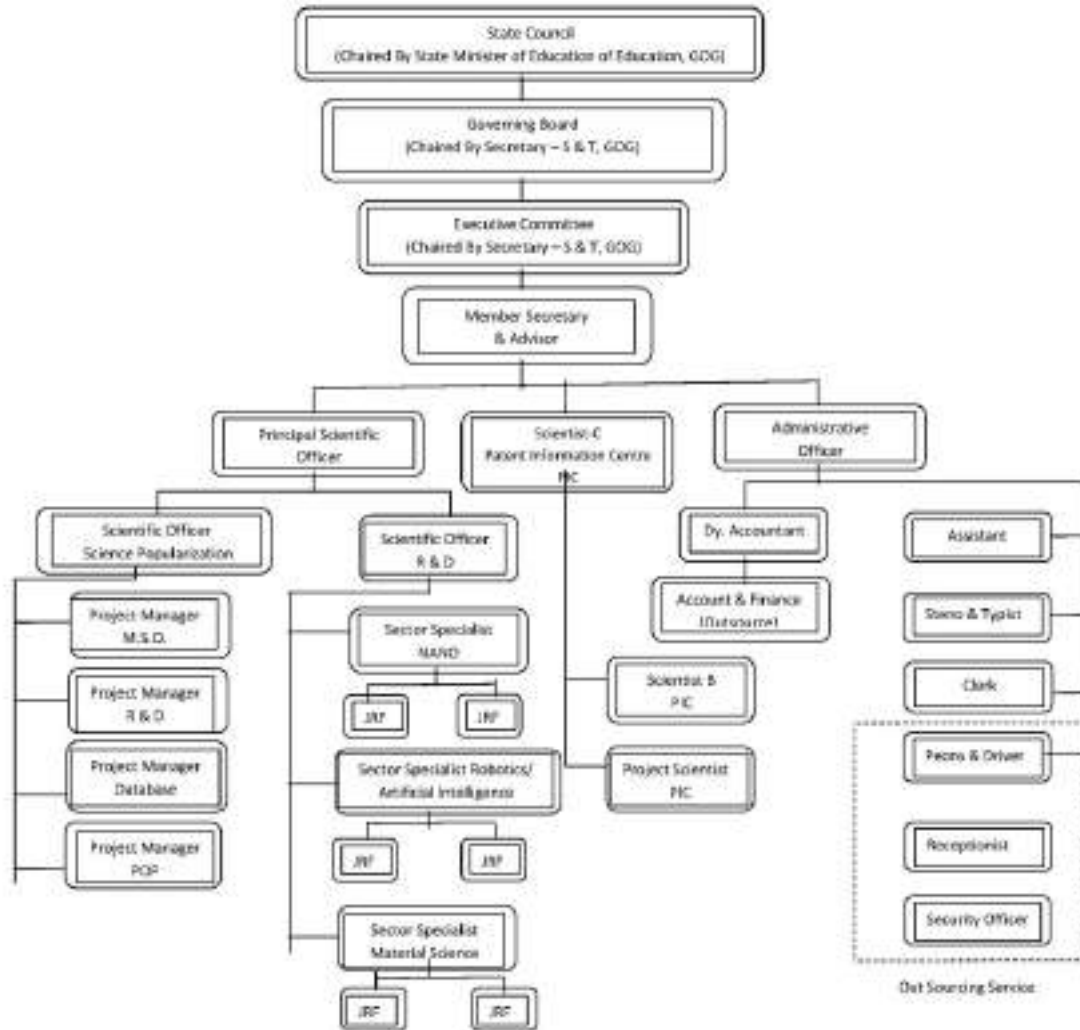 State Council
(Chaired By State Minister of Education of Education, GOG)
Governing Board
(Chaired By Secretary – S & T, GOG)
Executive Committee
(Chaired By Secretary – S & T, GOG)
Member Secretary
& Advisor
Principal Scientific
Officer
Scientist-C
Patent Information Centre
PIC
Administrative
Officer
Scientific Officer
Science Popularization
Scientific Officer
R & D
Dy. Accountant
Assistant
Project Manager
M.S.D.
Sector Specialist
NANO
Account & Finance
(Outsource)
Steno & Typist
Project Manager
R & D
JRF
JRF
Scientist B
PIC
Clerk
Project Manager
Database
Sector Specialist Robotics/
Artificial Intelligence
Project Scientist
PIC
Peons & Driver
Project Manager
POP
JRF
JRF
Receptionist
Sector Specialist
Material Science
Security Officer
JRF
JRF
Out Sourcing Service